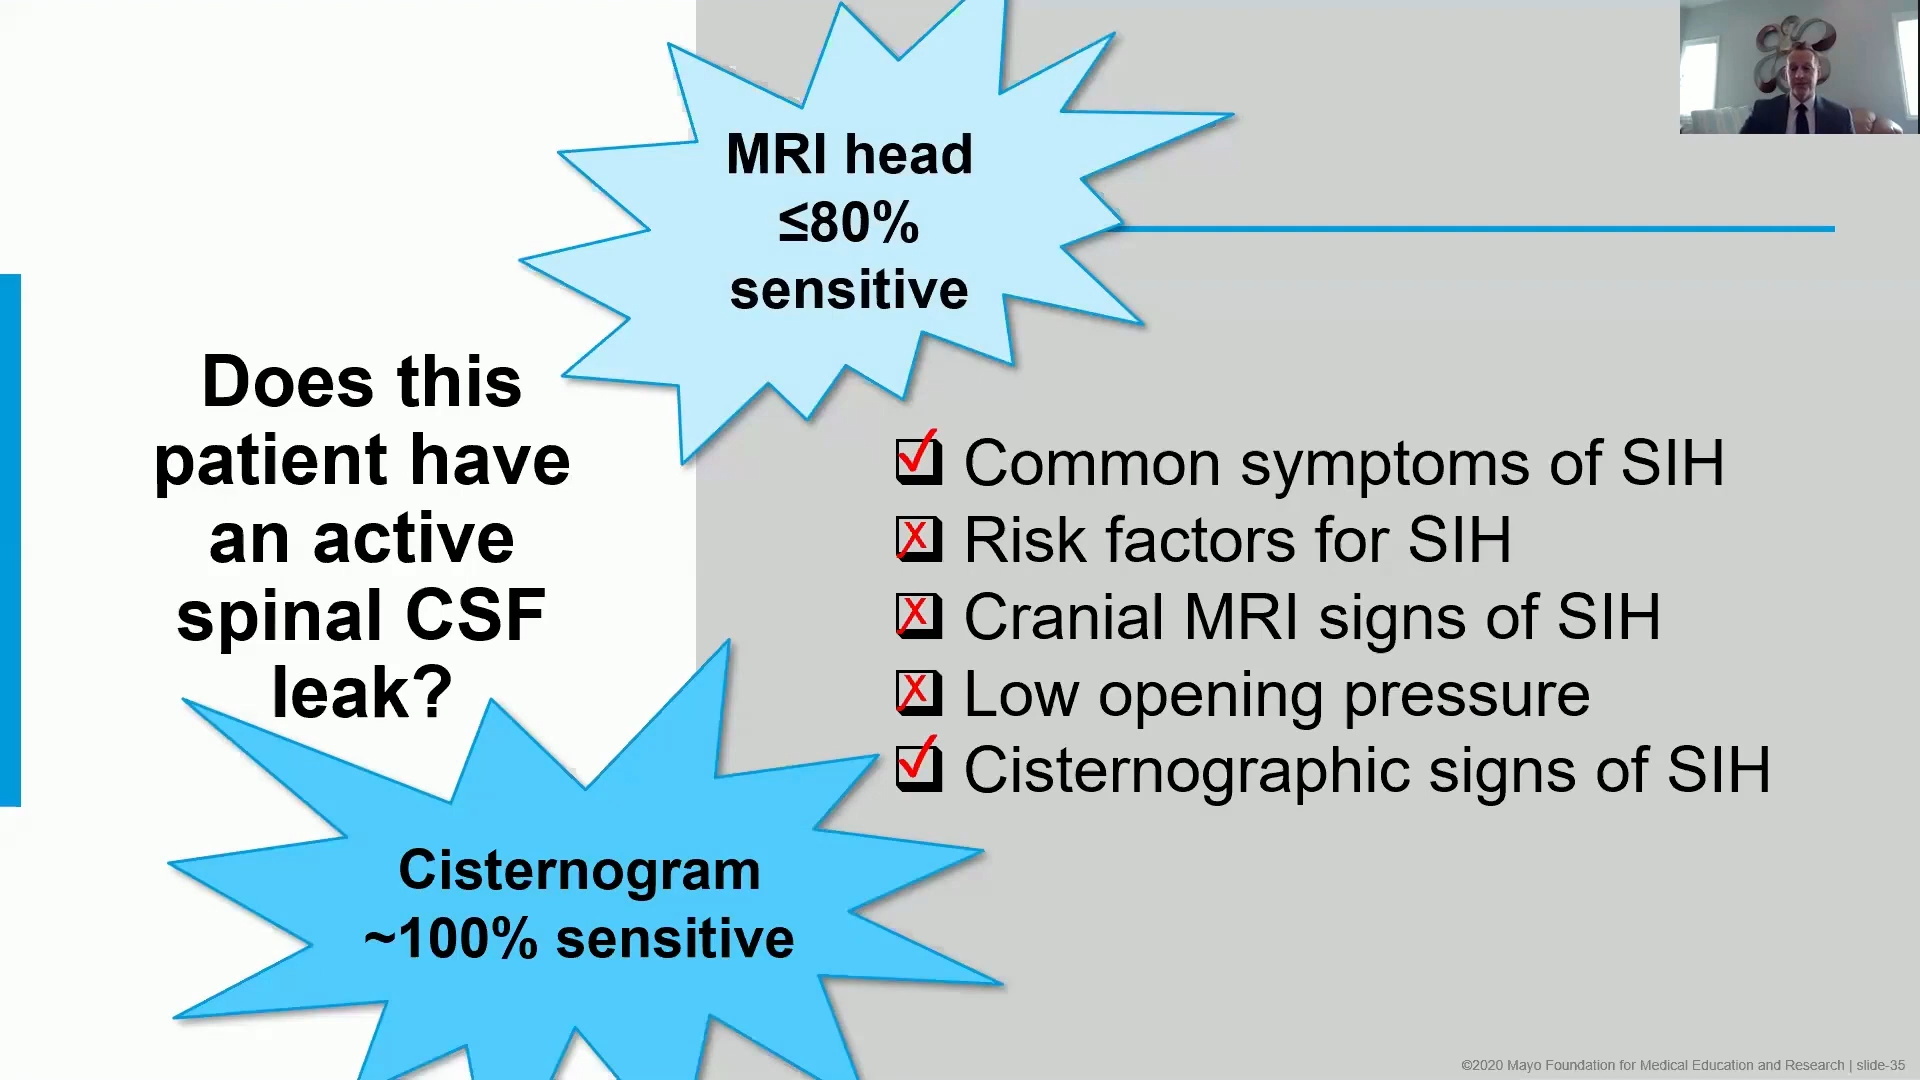 MRI head
≤80%
sensitive
Does this
patient have
an active
spinal CSF
leak?
Common symptoms of SIH
Risk factors for SIH
Cranial MRI signs of SIH
Low opening pressure
Cisternographic signs of SIH
Cisternogram
~100% sensitive
©2020 Mayo Foundation for Medical Education and Research | slide-35